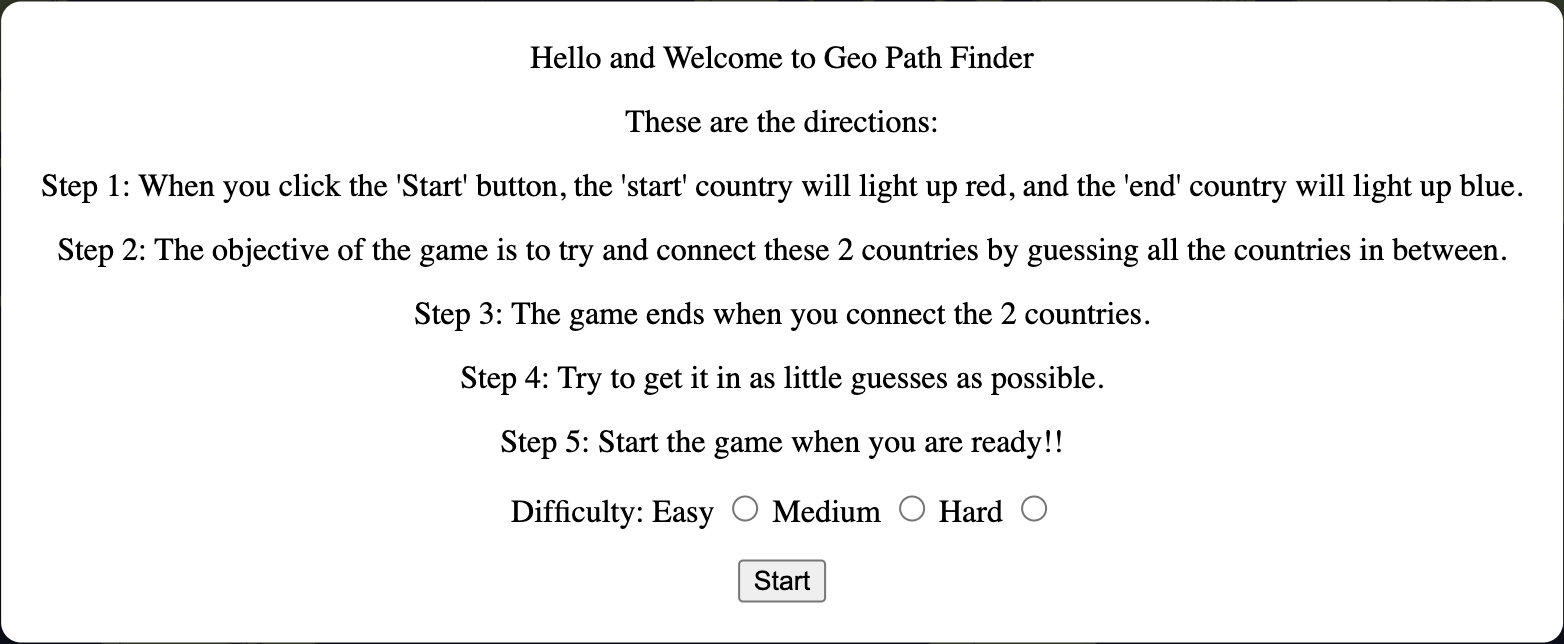 Hello and Welcome to Geo Path Finder
These are the directions:
Step 1: When you click the 'Start' button, the 'start' country will light up red, and the 'end' country will light up blue.
Step 2: The objective of the game is to try and connect these 2 countries by guessing all the countries in between.
Step 3: The game ends when you connect the 2 countries.
Step 4: Try to get it in as little guesses as possible.
Step 5: Start the game when you are ready!!
Difficulty: Easy Medium Hard
Start